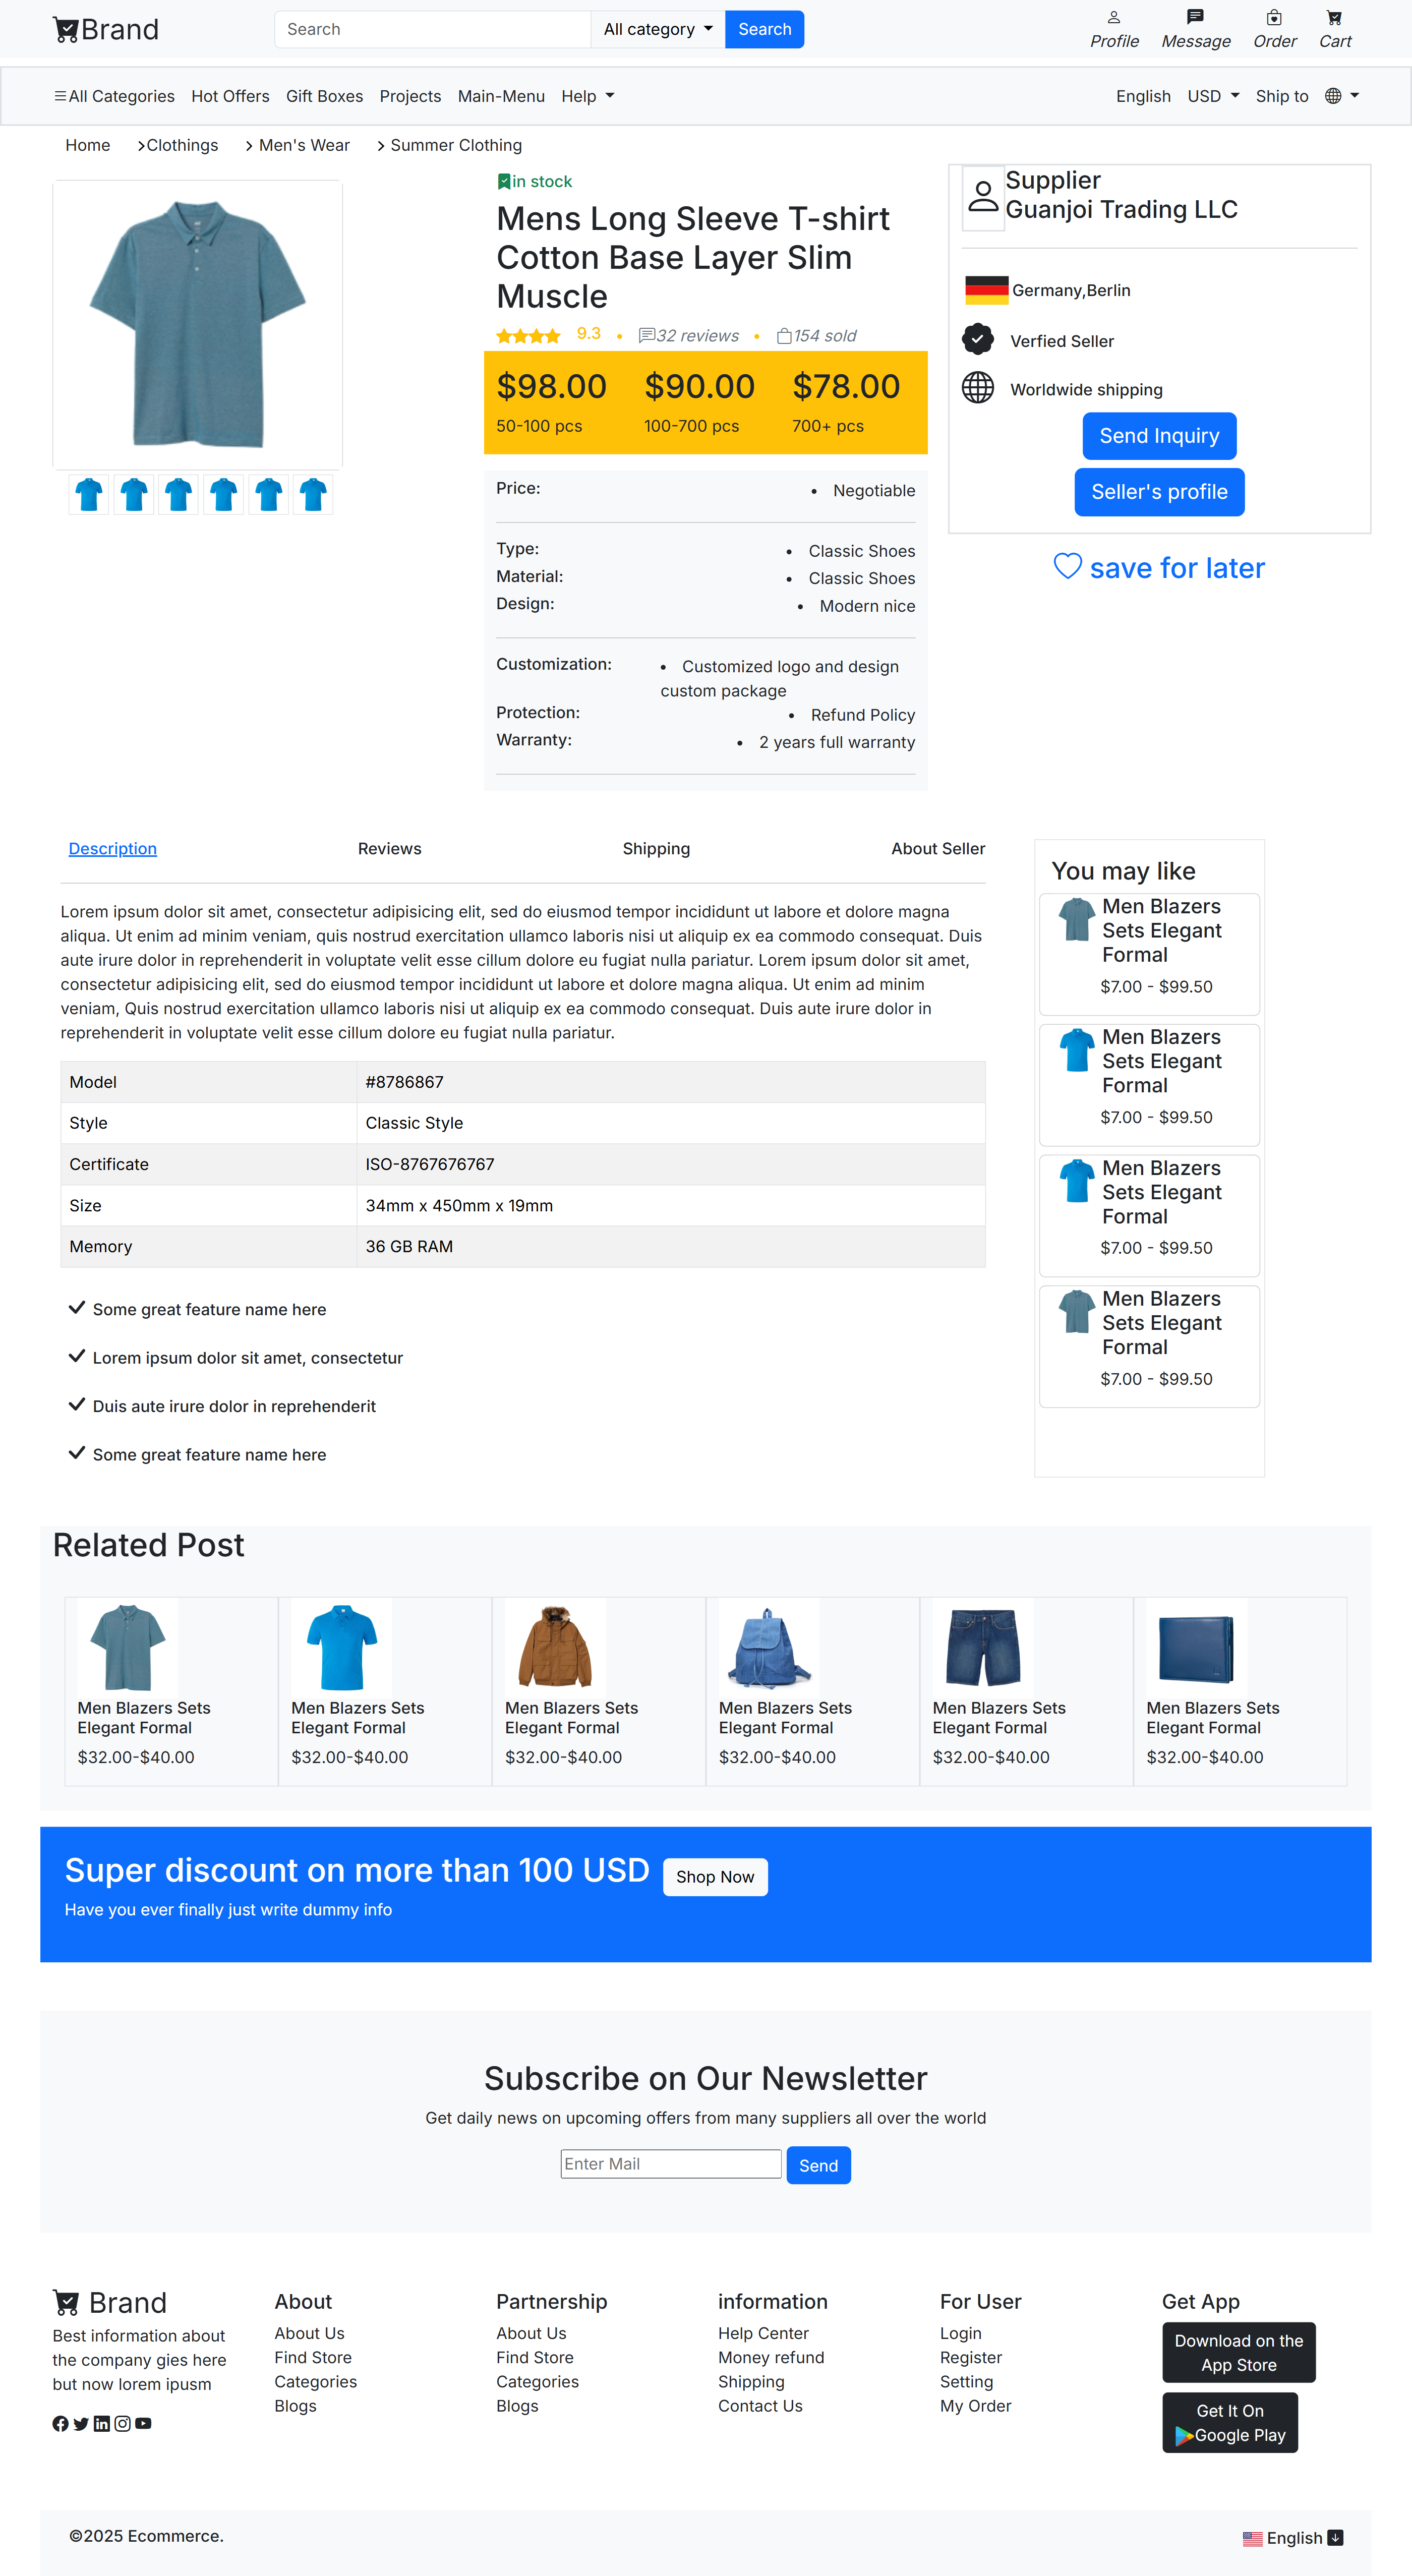 Brand
Search
All category
Search
Profile
Message
Order
Cart
All Categories
Hot Offers
Gift Boxes
Projects
Main-Menu
Help
English
USD
Ship to
Home
Clothings
Men's Wear
Summer Clothing
in stock
Mens Long Sleeve T-shirt
Cotton Base Layer Slim
Muscle
9.3
32 reviews
154 sold
$98.00
$90.00
$78.00
50-100 pcs
100-700 pcs
700+ pcs
Price:
Negotiable
Type:
Classic Shoes
Material:
Classic Shoes
Design:
Modern nice
Customization:
Customized logo and design
custom package
Protection:
Refund Policy
Warranty:
2 years full warranty
Supplier
Guanjoi Trading LLC
Germany,Berlin
Verfied Seller
Worldwide shipping
Send Inquiry
Seller's profile
save for later
Description
Reviews
Shipping
About Seller
Lorem ipsum dolor sit amet, consectetur adipisicing elit, sed do eiusmod tempor incididunt ut labore et dolore magna
aliqua. Ut enim ad minim veniam, quis nostrud exercitation ullamco laboris nisi ut aliquip ex ea commodo consequat. Duis
aute irure dolor in reprehenderit in voluptate velit esse cillum dolore eu fugiat nulla pariatur. Lorem ipsum dolor sit amet,
consectetur adipisicing elit, sed do eiusmod tempor incididunt ut labore et dolore magna aliqua. Ut enim ad minim
veniam, Quis nostrud exercitation ullamco laboris nisi ut aliquip ex ea commodo consequat. Duis aute irure dolor in
reprehenderit in voluptate velit esse cillum dolore eu fugiat nulla pariatur.
Model
#8786867
Style
Classic Style
Certificate
ISO-8767676767
Size
34mm x 450mm x 19mm
Memory
36 GB RAM
Some great feature name here
Lorem ipsum dolor sit amet, consectetur
Duis aute irure dolor in reprehenderit
Some great feature name here
You may like
Men Blazers
Sets Elegant
Formal
$7.00 - $99.50
Men Blazers
Sets Elegant
Formal
$7.00 - $99.50
Men Blazers
Sets Elegant
Formal
$7.00 - $99.50
Men Blazers
Sets Elegant
Formal
$7.00 - $99.50
Related Post
Men Blazers Sets
Elegant Formal
$32.00-$40.00
Men Blazers Sets
Elegant Formal
$32.00-$40.00
Men Blazers Sets
Elegant Formal
$32.00-$40.00
Men Blazers Sets
Elegant Formal
$32.00-$40.00
Men Blazers Sets
Elegant Formal
$32.00-$40.00
Men Blazers Sets
Elegant Formal
$32.00-$40.00
Super discount on more than 100 USD
Shop Now
Have you ever finally just write dummy info
Subscribe on Our Newsletter
Get daily news on upcoming offers from many suppliers all over the world
Enter Mail
Send
Brand
Best information about
the company gies here
but now lorem ipusm
About
About Us
Find Store
Categories
Blogs
Partnership
About Us
Find Store
Categories
Blogs
information
Help Center
Money refund
Shipping
Contact Us
For User
Login
Register
Setting
My Order
Get App
Download on the
App Store
Get It On
Google Play
©2025 Ecommerce.
English